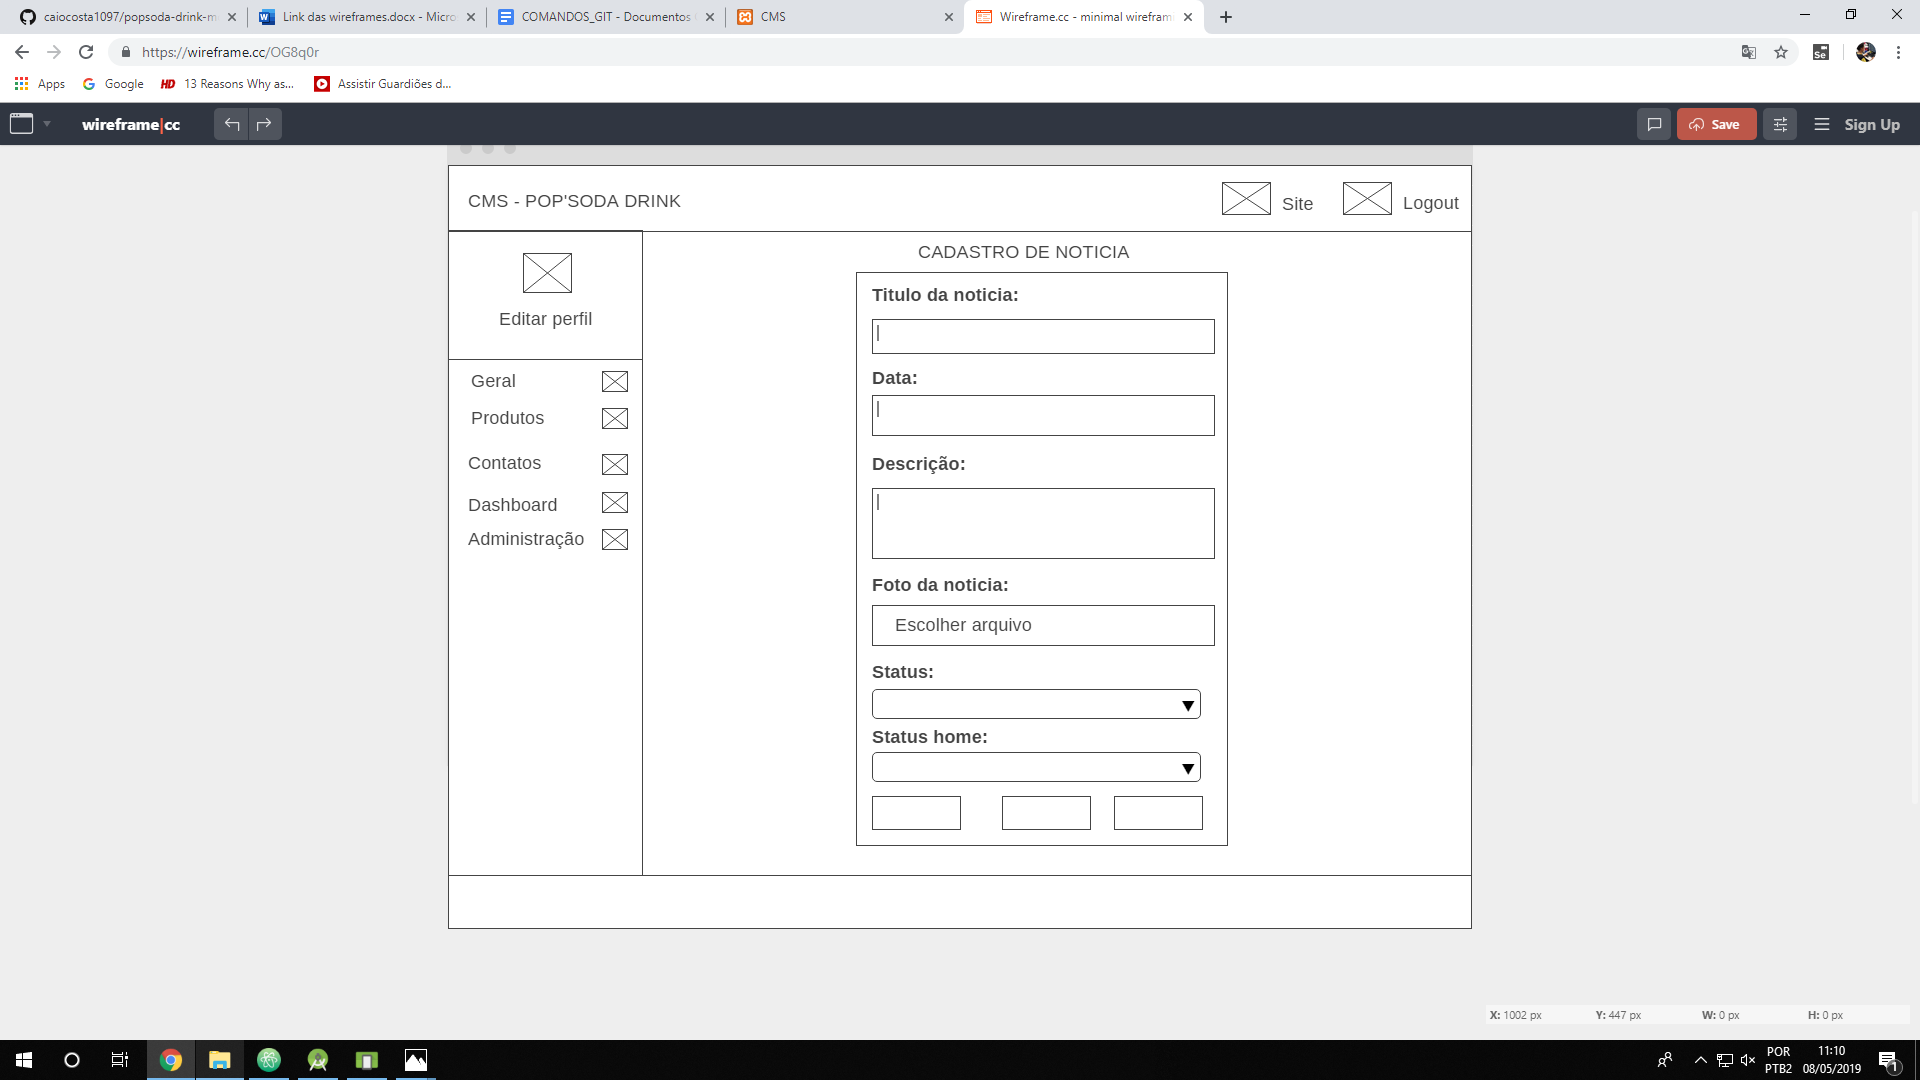 caiocosta1097/popsoda-drink-m
Link das wireframes.docx - Micro
COMANDOS_GIT - Documentos
CMS
Wireframe.cc - minimal wirefram
https://wireframe.cc/OG8q0r
Apps
Google
HD
13 Reasons Why as...
Assistir Guardiões d...
wireframe|cc
Save
Sign Up
CMS - POP'SODA DRINK
Site
Logout
Editar perfil
Geral
Produtos
Contatos
Dashboard
Administração
CADASTRO DE NOTICIA
Titulo da noticia:
Data:
Descrição:
Foto da noticia:
Escolher arquivo
Status:
Status home:
X: 1002 px
Y: 447 px
W: 0 px
H: 0 px
POR
PTB2
11:10
08/05/2019
1